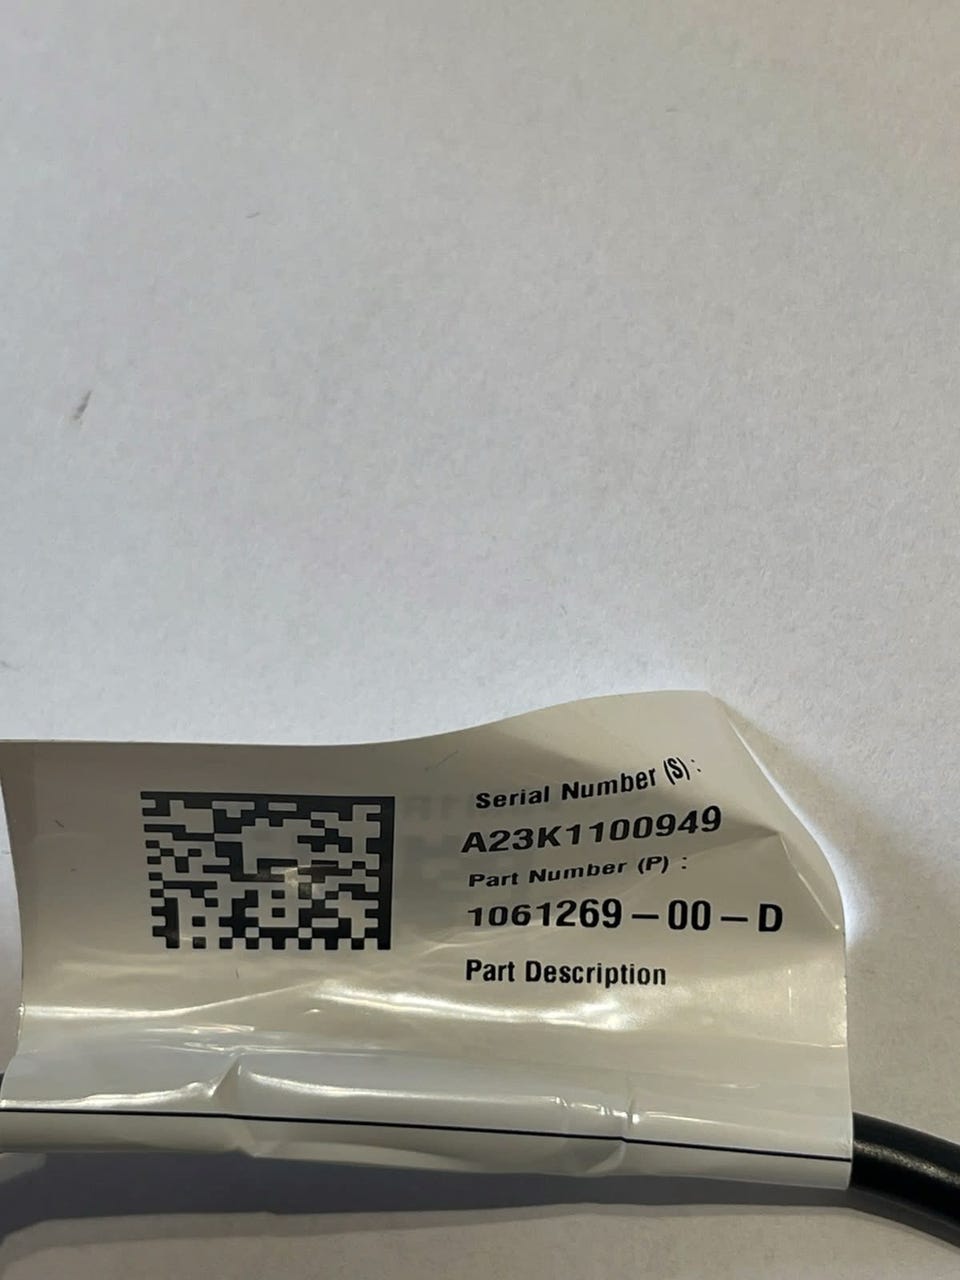 Serial Number (S) :
A23K1100949
Part Number (P) :
1061269-00-D
Part Description